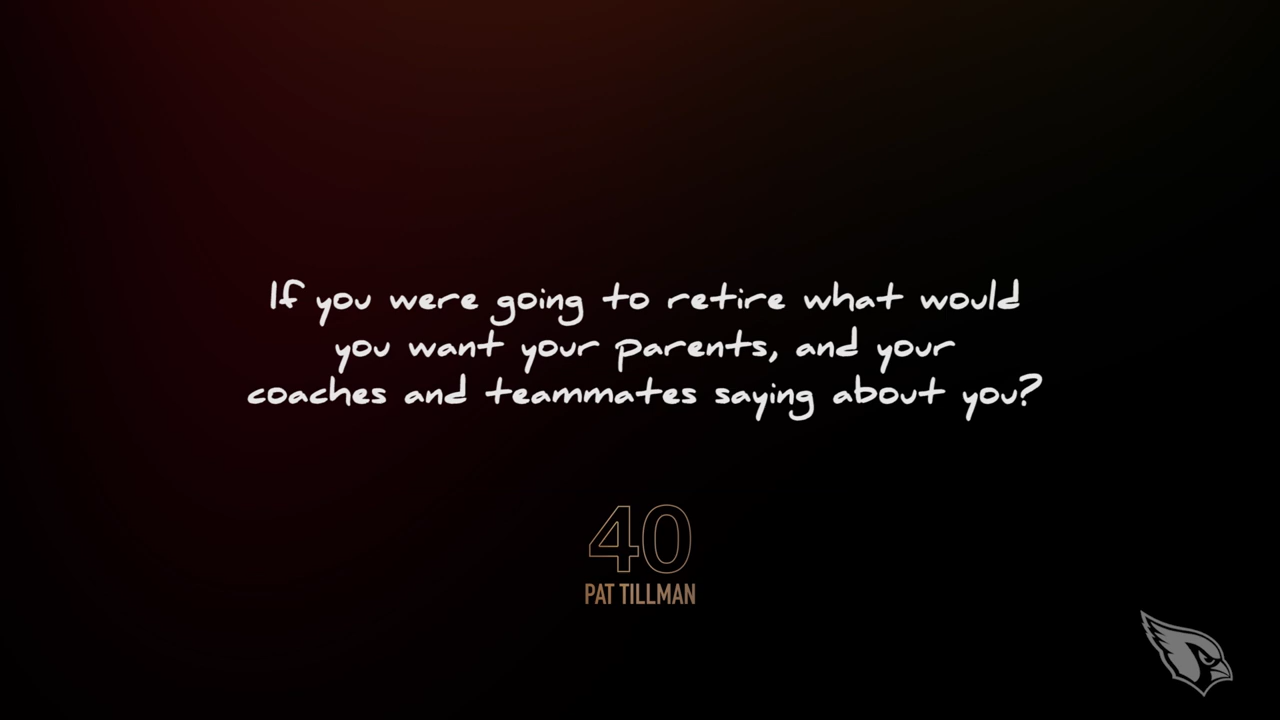 If you were going to retire what would
you want your parents, and your
coaches and teammates saying about you?
40
PAT TILLMAN